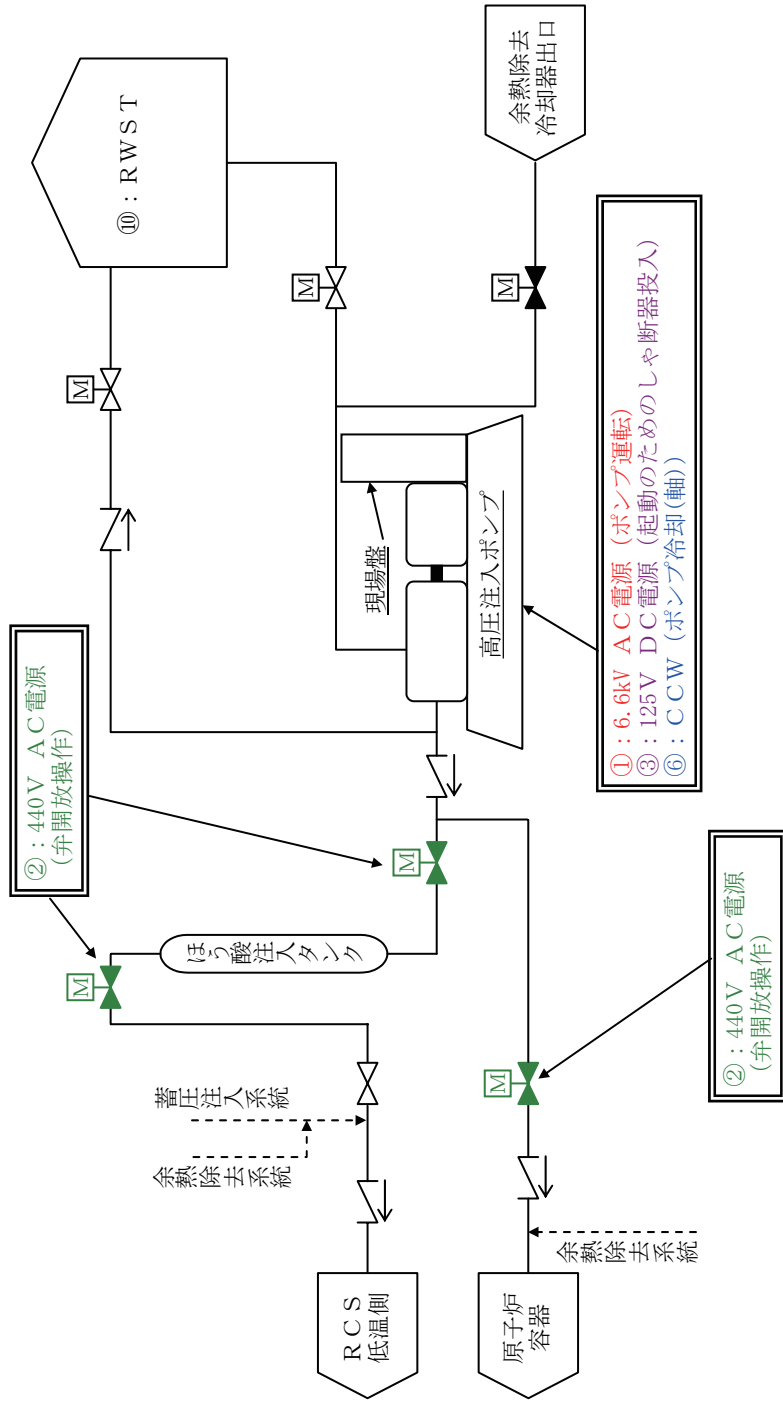 ②：440V AC電源
(弁開放操作)
⑩：RWST
M
M
M
M
M
M
ほう酸注入タンク
蓄圧注入系統
余熱除去系統
RCS
低温側
現場盤
高圧注入ポンプ
余熱除去
冷却器出口
原子炉
容器
余熱除去系統
②：440V AC電源
(弁開放操作)
①：6.6kV AC電源 (ポンプ運転)
③：125V DC電源 (起動のためのしゃ断器投入)
⑥：CCW (ポンプ冷却(軸))